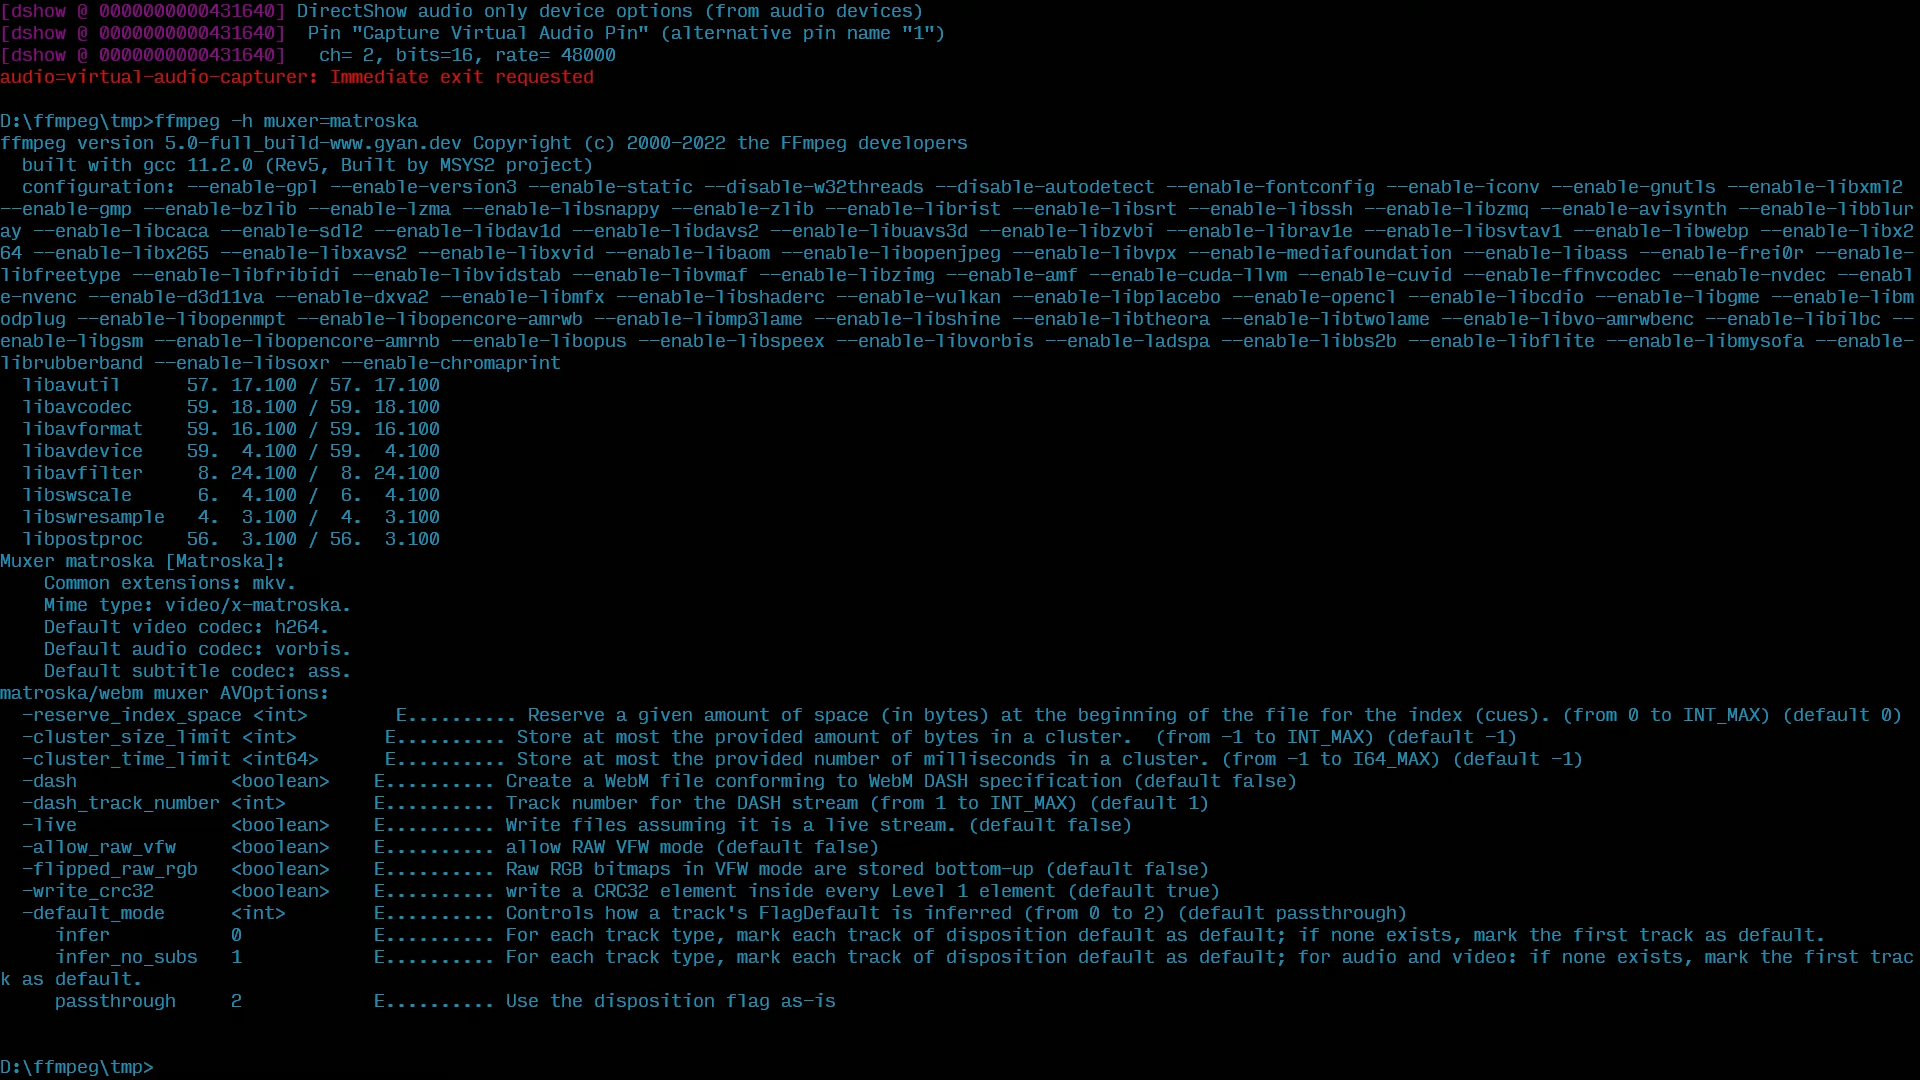 [dshow @ 0000000000431640] DirectShow audio only device options (from audio devices)
[dshow @ 0000000000431640]  Pin "Capture Virtual Audio Pin" (alternative pin name "1")
[dshow @ 0000000000431640]   ch= 2, bits=16, rate= 48000
audio=virtual-audio-capturer: Immediate exit requested

D:\ffmpeg\tmp>ffmpeg -h muxer=matroska
ffmpeg version 5.0-full_build-www.gyan.dev Copyright (c) 2000-2022 the FFmpeg developers
  built with gcc 11.2.0 (Rev5, Built by MSYS2 project)
  configuration: --enable-gpl --enable-version3 --enable-static --disable-w32threads --disable-autodetect --enable-fontconfig --enable-iconv --enable-gnutls --enable-libxml2
--enable-gmp --enable-bzlib --enable-lzma --enable-libsnappy --enable-zlib --enable-librist --enable-libsrt --enable-libssh --enable-libzmq --enable-avisynth --enable-libblur
ay --enable-libcaca --enable-sdl2 --enable-libdav1d --enable-libdavs2 --enable-libuavs3d --enable-libzvbi --enable-librav1e --enable-libsvtav1 --enable-libwebp --enable-libx2
64 --enable-libx265 --enable-libxavs2 --enable-libxvid --enable-libaom --enable-libopenjpeg --enable-libvpx --enable-mediafoundation --enable-libass --enable-frei0r --enable-
libfreetype --enable-libfribidi --enable-libvidstab --enable-libvmaf --enable-libzimg --enable-amf --enable-cuda-llvm --enable-cuvid --enable-ffnvcodec --enable-nvdec --enabl
e-nvenc --enable-d3d11va --enable-dxva2 --enable-libmfx --enable-libshaderc --enable-vulkan --enable-libplacebo --enable-opencl --enable-libcdio --enable-libgme --enable-libm
odplug --enable-libopenmpt --enable-libopencore-amrwb --enable-libmp3lame --enable-libshine --enable-libtheora --enable-libtwolame --enable-libvo-amrwbenc --enable-libilbc --
enable-libgsm --enable-libopencore-amrnb --enable-libopus --enable-libspeex --enable-libvorbis --enable-ladspa --enable-libbs2b --enable-libflite --enable-libmysofa --enable-
librubberband --enable-libsoxr --enable-chromaprint
  libavutil      57. 17.100 / 57. 17.100
  libavcodec     59. 18.100 / 59. 18.100
  libavformat    59. 16.100 / 59. 16.100
  libavdevice    59.  4.100 / 59.  4.100
  libavfilter     8. 24.100 /  8. 24.100
  libswscale      6.  4.100 /  6.  4.100
  libswresample   4.  3.100 /  4.  3.100
  libpostproc    56.  3.100 / 56.  3.100
Muxer matroska [Matroska]:
    Common extensions: mkv.
    Mime type: video/x-matroska.
    Default video codec: h264.
    Default audio codec: vorbis.
    Default subtitle codec: ass.
matroska/webm muxer AVOptions:
  -reserve_index_space <int>        E.......... Reserve a given amount of space (in bytes) at the beginning of the file for the index (cues). (from 0 to INT_MAX) (default 0)
  -cluster_size_limit <int>        E.......... Store at most the provided amount of bytes in a cluster.  (from -1 to INT_MAX) (default -1)
  -cluster_time_limit <int64>      E.......... Store at most the provided number of milliseconds in a cluster. (from -1 to I64_MAX) (default -1)
  -dash              <boolean>    E.......... Create a WebM file conforming to WebM DASH specification (default false)
  -dash_track_number <int>        E.......... Track number for the DASH stream (from 1 to INT_MAX) (default 1)
  -live              <boolean>    E.......... Write files assuming it is a live stream. (default false)
  -allow_raw_vfw     <boolean>    E.......... allow RAW VFW mode (default false)
  -flipped_raw_rgb   <boolean>    E.......... Raw RGB bitmaps in VFW mode are stored bottom-up (default false)
  -write_crc32       <boolean>    E.......... write a CRC32 element inside every Level 1 element (default true)
  -default_mode      <int>        E.......... Controls how a track's FlagDefault is inferred (from 0 to 2) (default passthrough)
     infer           0            E.......... For each track type, mark each track of disposition default as default; if none exists, mark the first track as default.
     infer_no_subs   1            E.......... For each track type, mark each track of disposition default as default; for audio and video: if none exists, mark the first trac
k as default.
     passthrough     2            E.......... Use the disposition flag as-is

D:\ffmpeg\tmp>